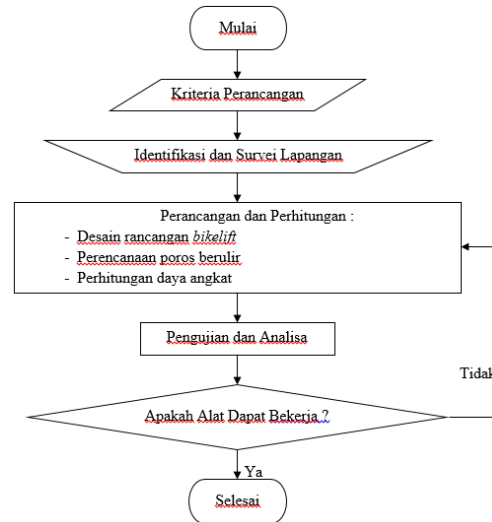 Mulai
Kriteria Perancangan
Identifikasi dan Survei Lapangan
Perancangan dan Perhitungan :
- Desain rancangan bikelift
- Perencanaan poros berulir
- Perhitungan daya angkat
Pengujian dan Analisa
Tidak
Apakah Alat Dapat Bekerja ?
Ya
Selesai